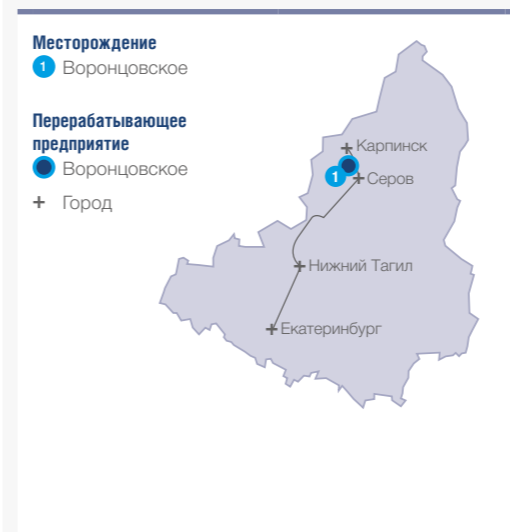 Месторождение
1 Воронцовское
Перерабатывающее
предприятие
Воронцовское
Город
Карпинск
1
Серов
Нижний Тагил
Екатеринбург